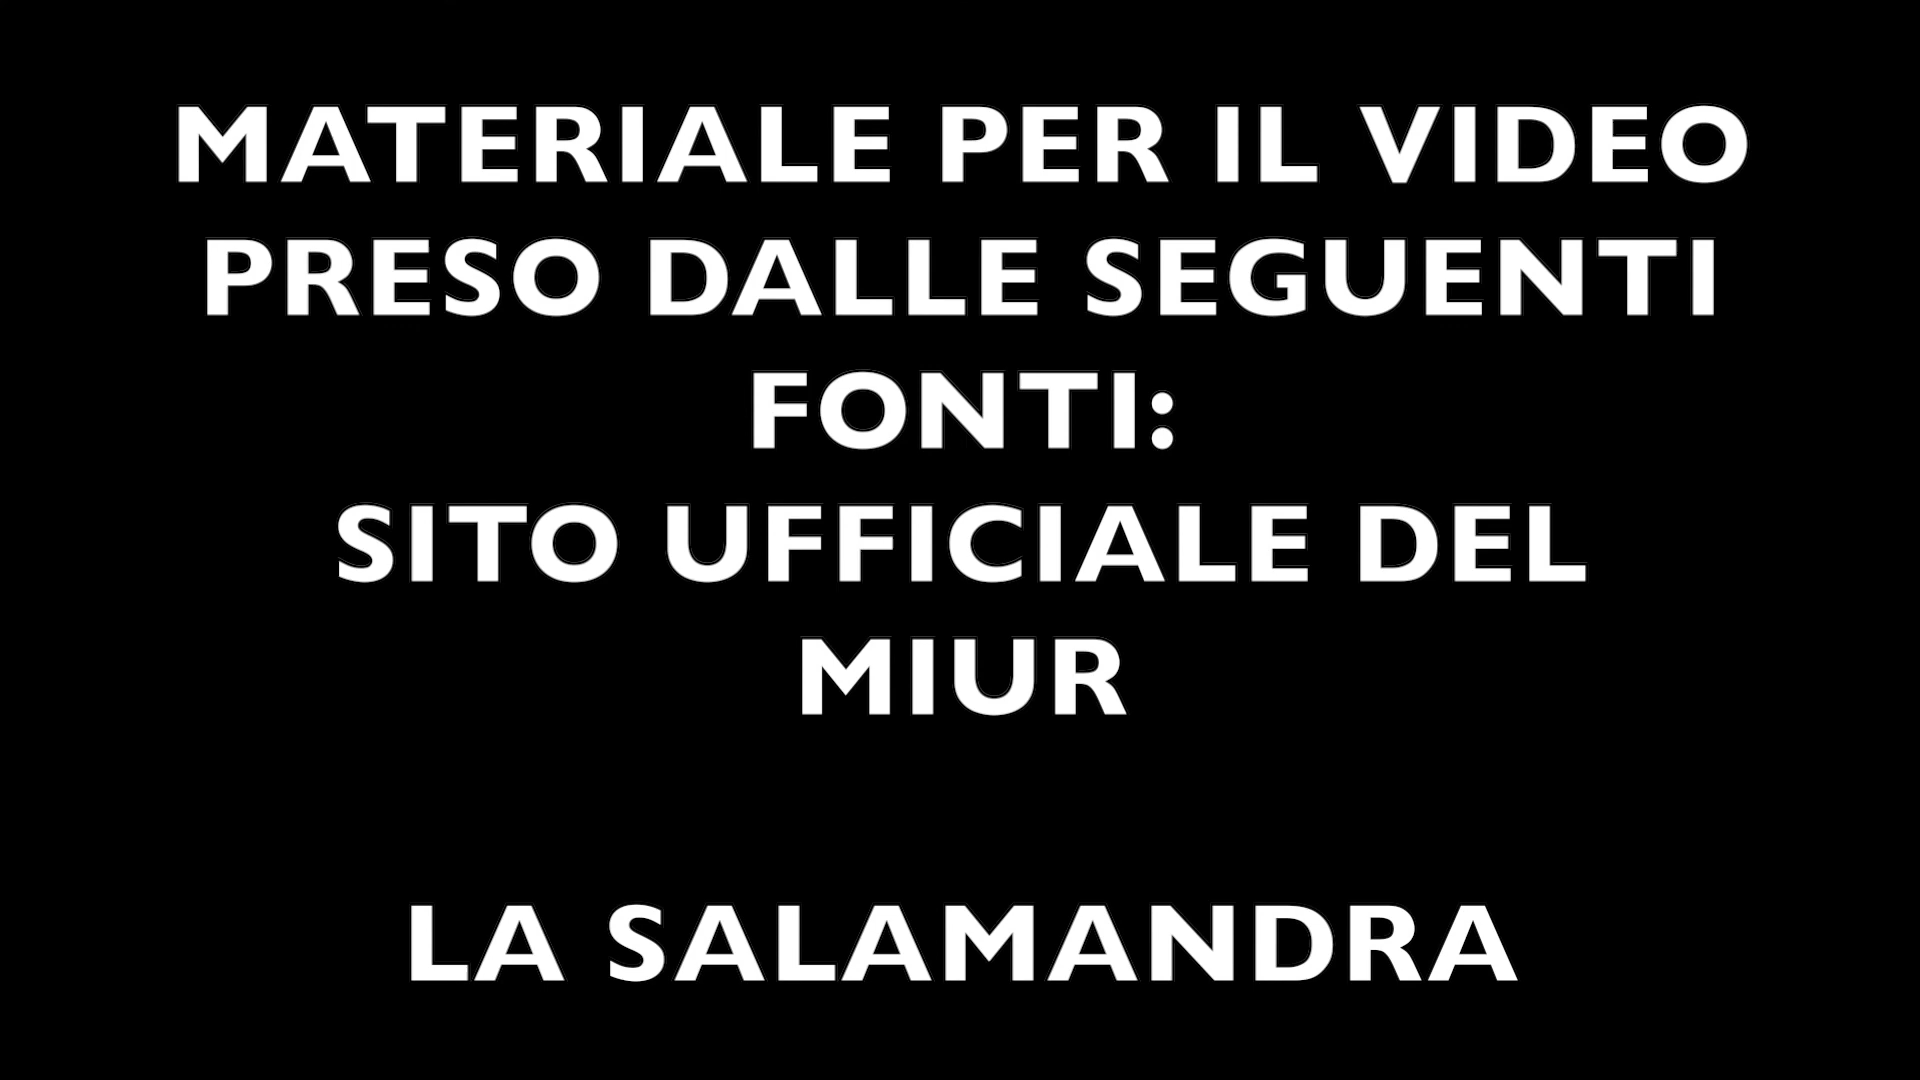 MATERIALE PER IL VIDEO
PRESO DALLE SEGUENTI
FONTI:
SITO UFFICIALE DEL
MIUR
LA SALAMANDRA